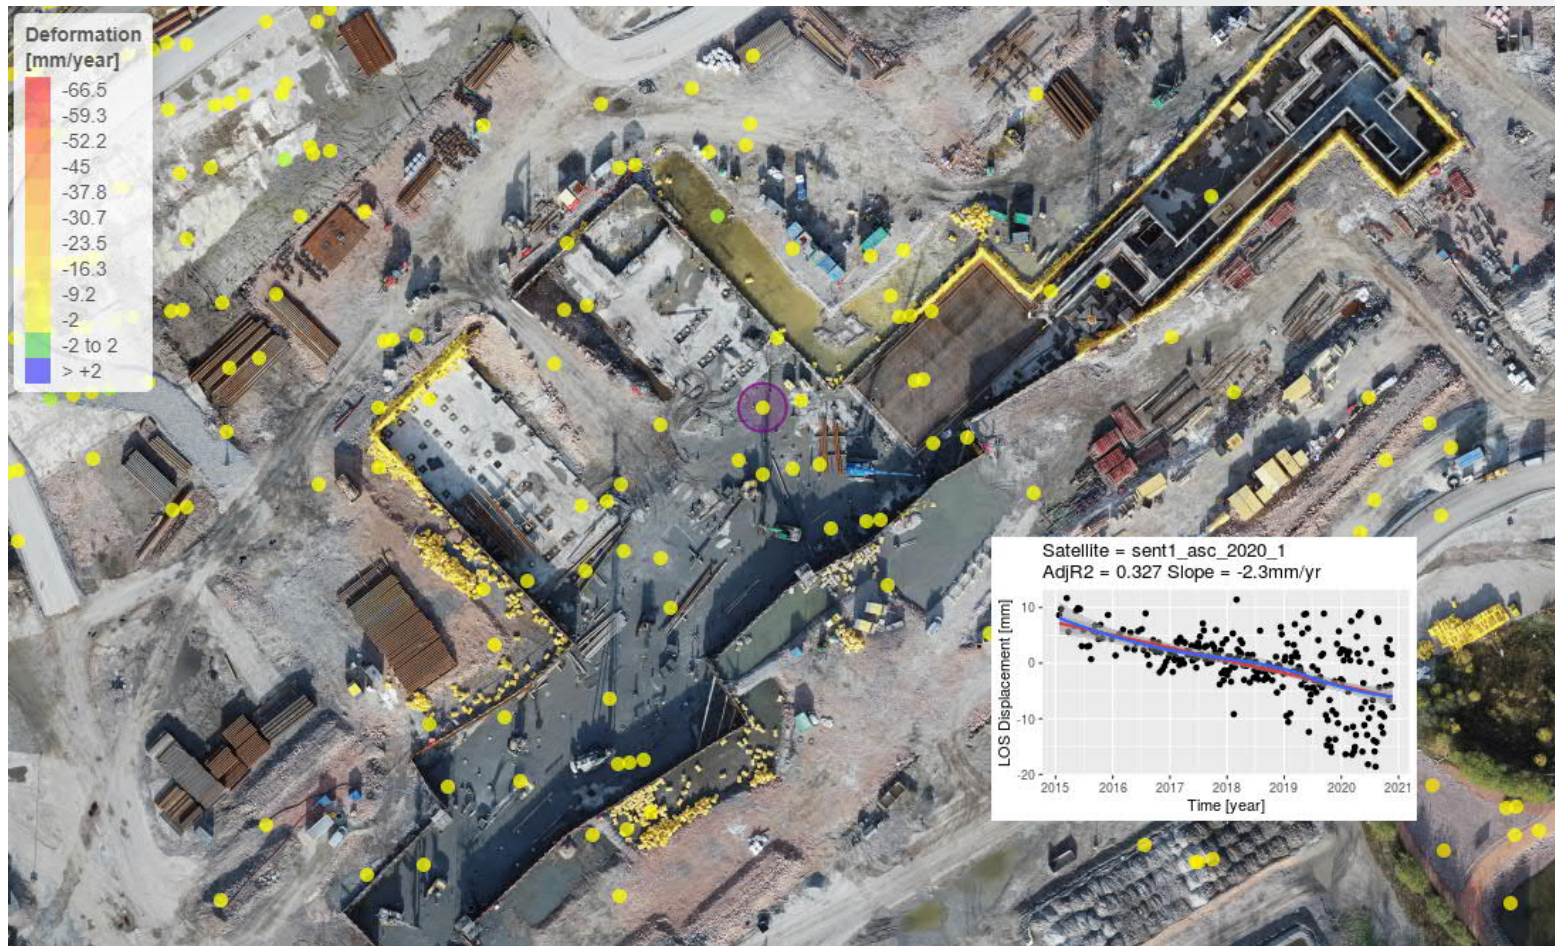 Deformation
[mm/year]
-66.5
-59.3
-52.2
-45
-37.8
-30.7
-23.5
-16.3
-9.2
-2
-2 to 2
> +2
Satellite = sent1_asc_2020_1
AdjR2 = 0.327 Slope = -2.3mm/yr
LOS Displacement [mm]
10
0
-10
-20
2015 2016 2017 2018 2019 2020 2021
Time [year]